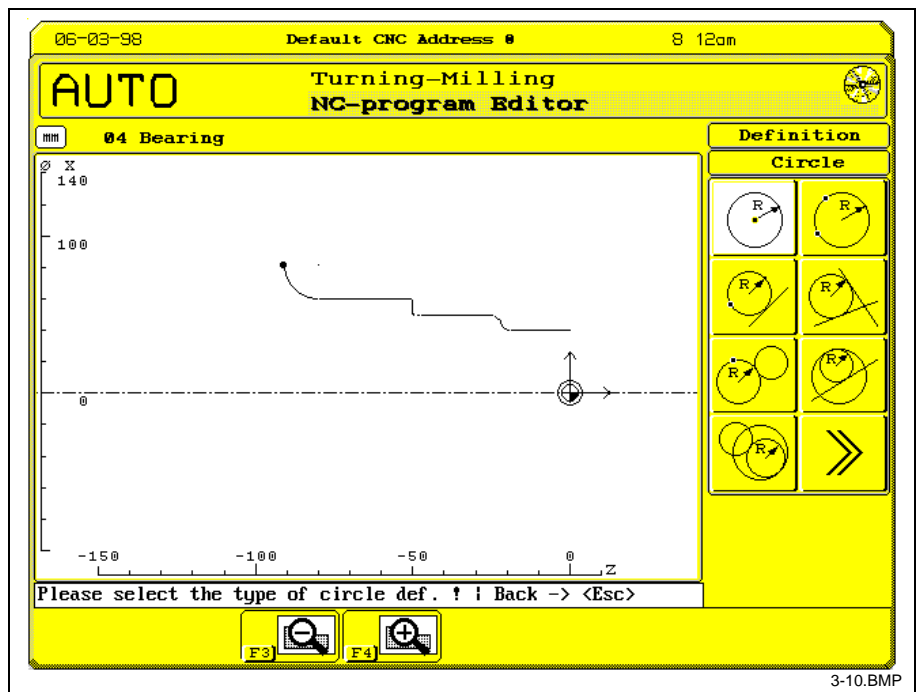 06-03-98 Default CNC Address 0 8 12am
AUTO
Turning-Milling
NC-program Editor
mm 04 Bearing
Definition
Circle
Ø X
140
100
0
-150 -100 -50 0
Z
R R
R R
R R
R
Please select the type of circle def. ! ¦ Back -> <Esc>
F3 F4
3-10.BMP